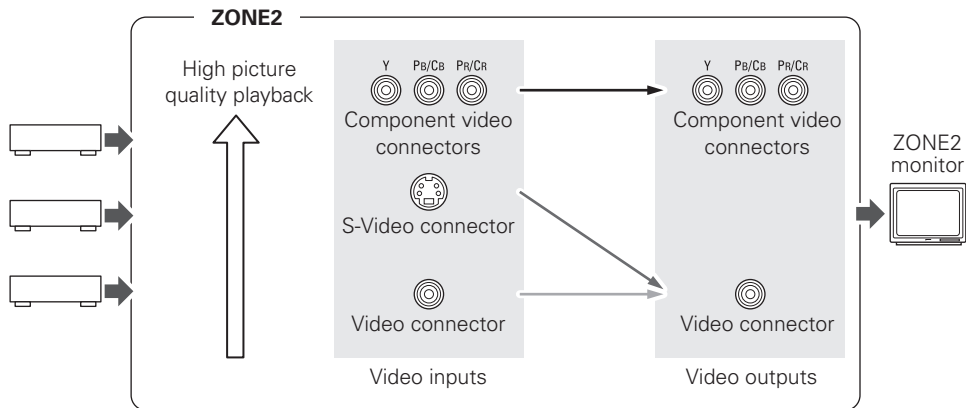 ZONE2
High picture
quality playback
Y PB/CB PR/CR
Component video
connectors
S-Video connector
Video connector
Video inputs
Y PB/CB PR/CR
Component video
connectors
Video connector
Video outputs
ZONE2
monitor